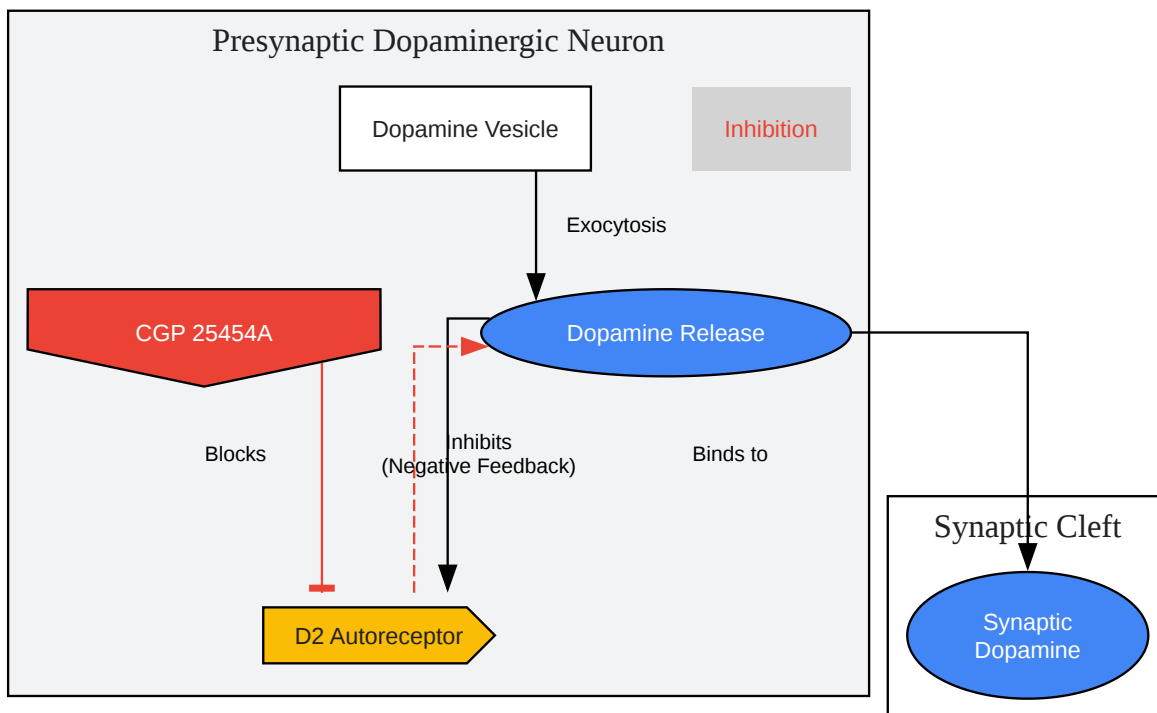 Presynaptic Dopaminergic Neuron
Dopamine Vesicle
Inhibition
Exocytosis
CGP 25454A
Dopamine Release
Blocks
Inhibits
(Negative Feedback)
Binds to
Synaptic Cleft
D2 Autoreceptor
Synaptic
Dopamine